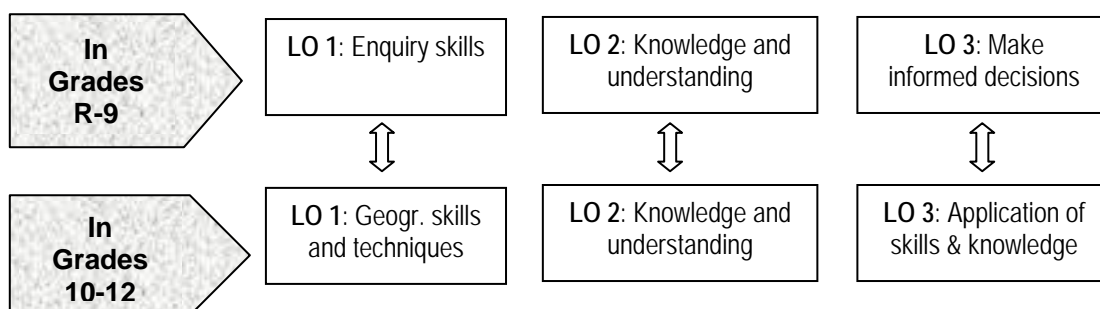 In
Grades
R-9
LO 1: Enquiry skills
LO 2: Knowledge and
understanding
LO 3: Make
informed decisions
In
Grades
10-12
LO 1: Geogr. skills
and techniques
LO 2: Knowledge and
understanding
LO 3: Application of
skills & knowledge